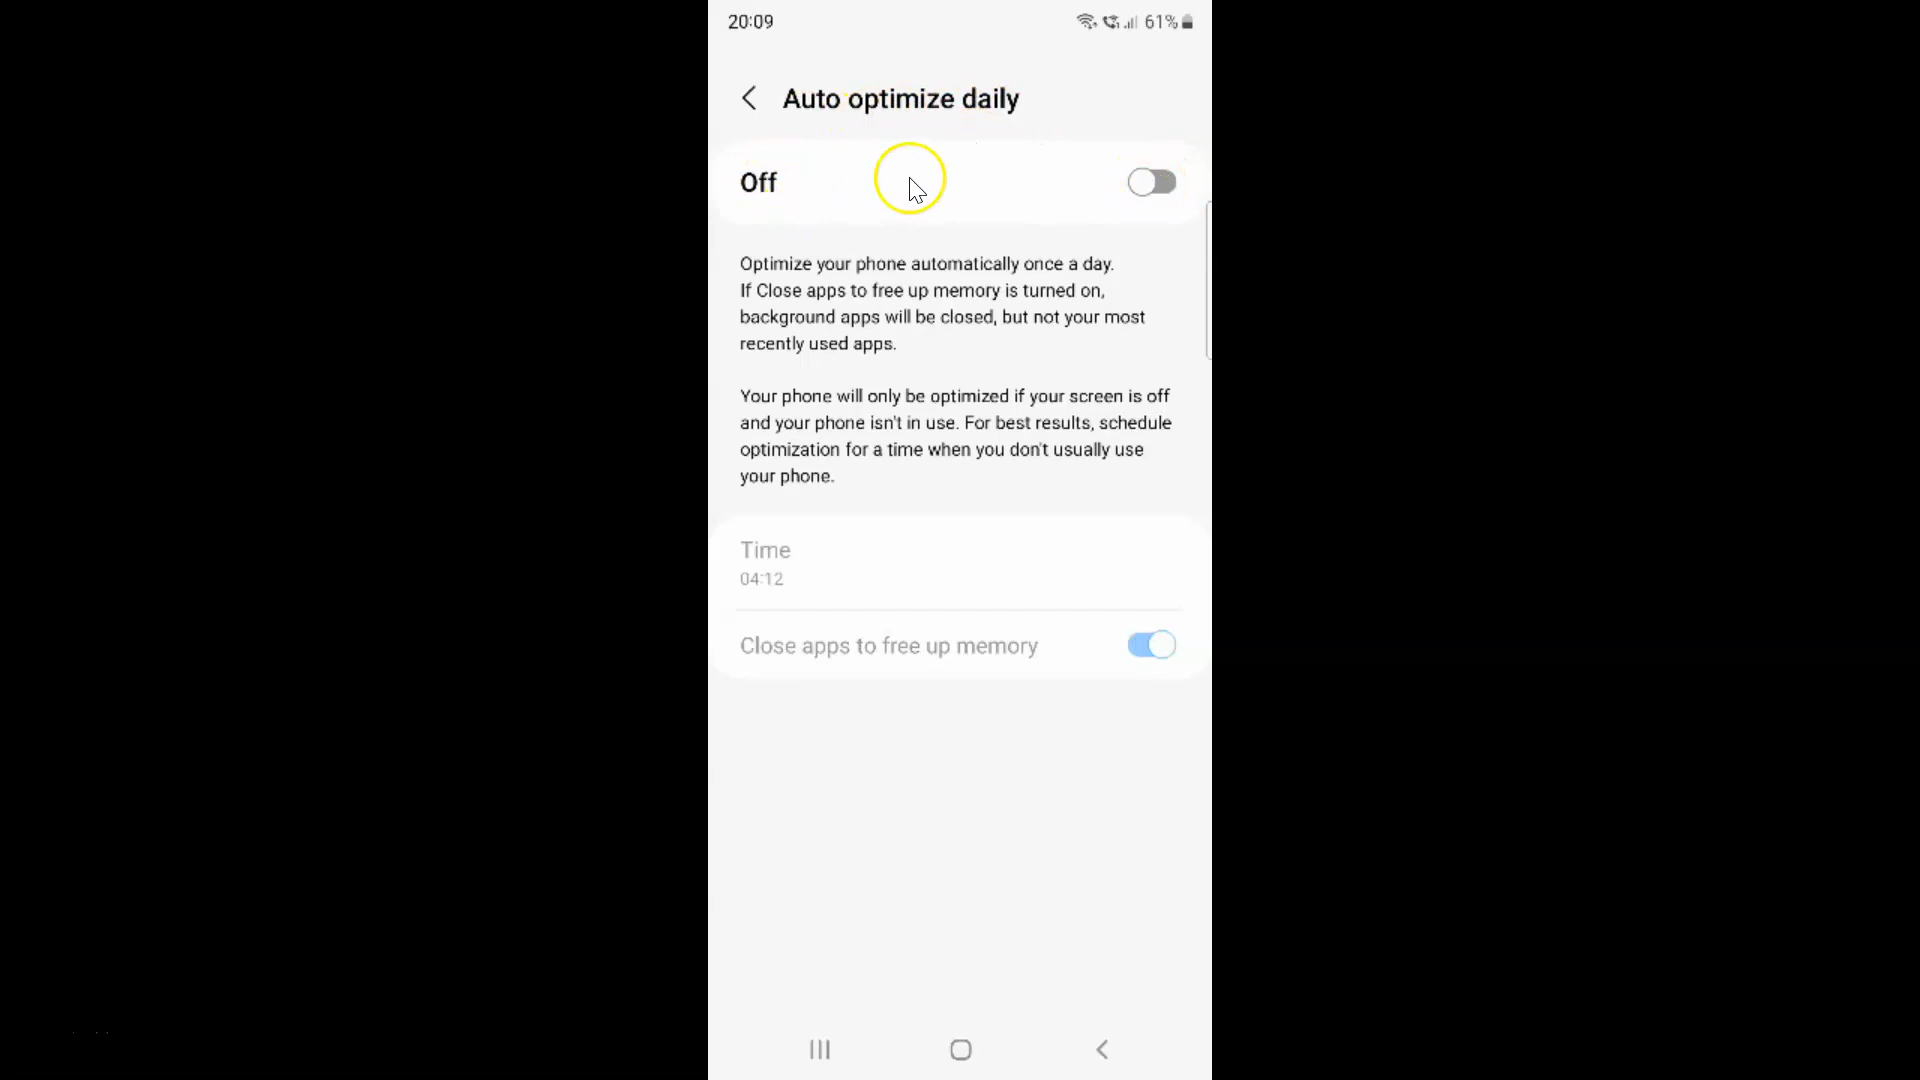 20:09
61%
Auto optimize daily
Off
Optimize your phone automatically once a day.
If Close apps to free up memory is turned on,
background apps will be closed, but not your most
recently used apps.
Your phone will only be optimized if your screen is off
and your phone isn't in use. For best results, schedule
optimization for a time when you don't usually use
your phone.
Time
04:12
Close apps to free up memory